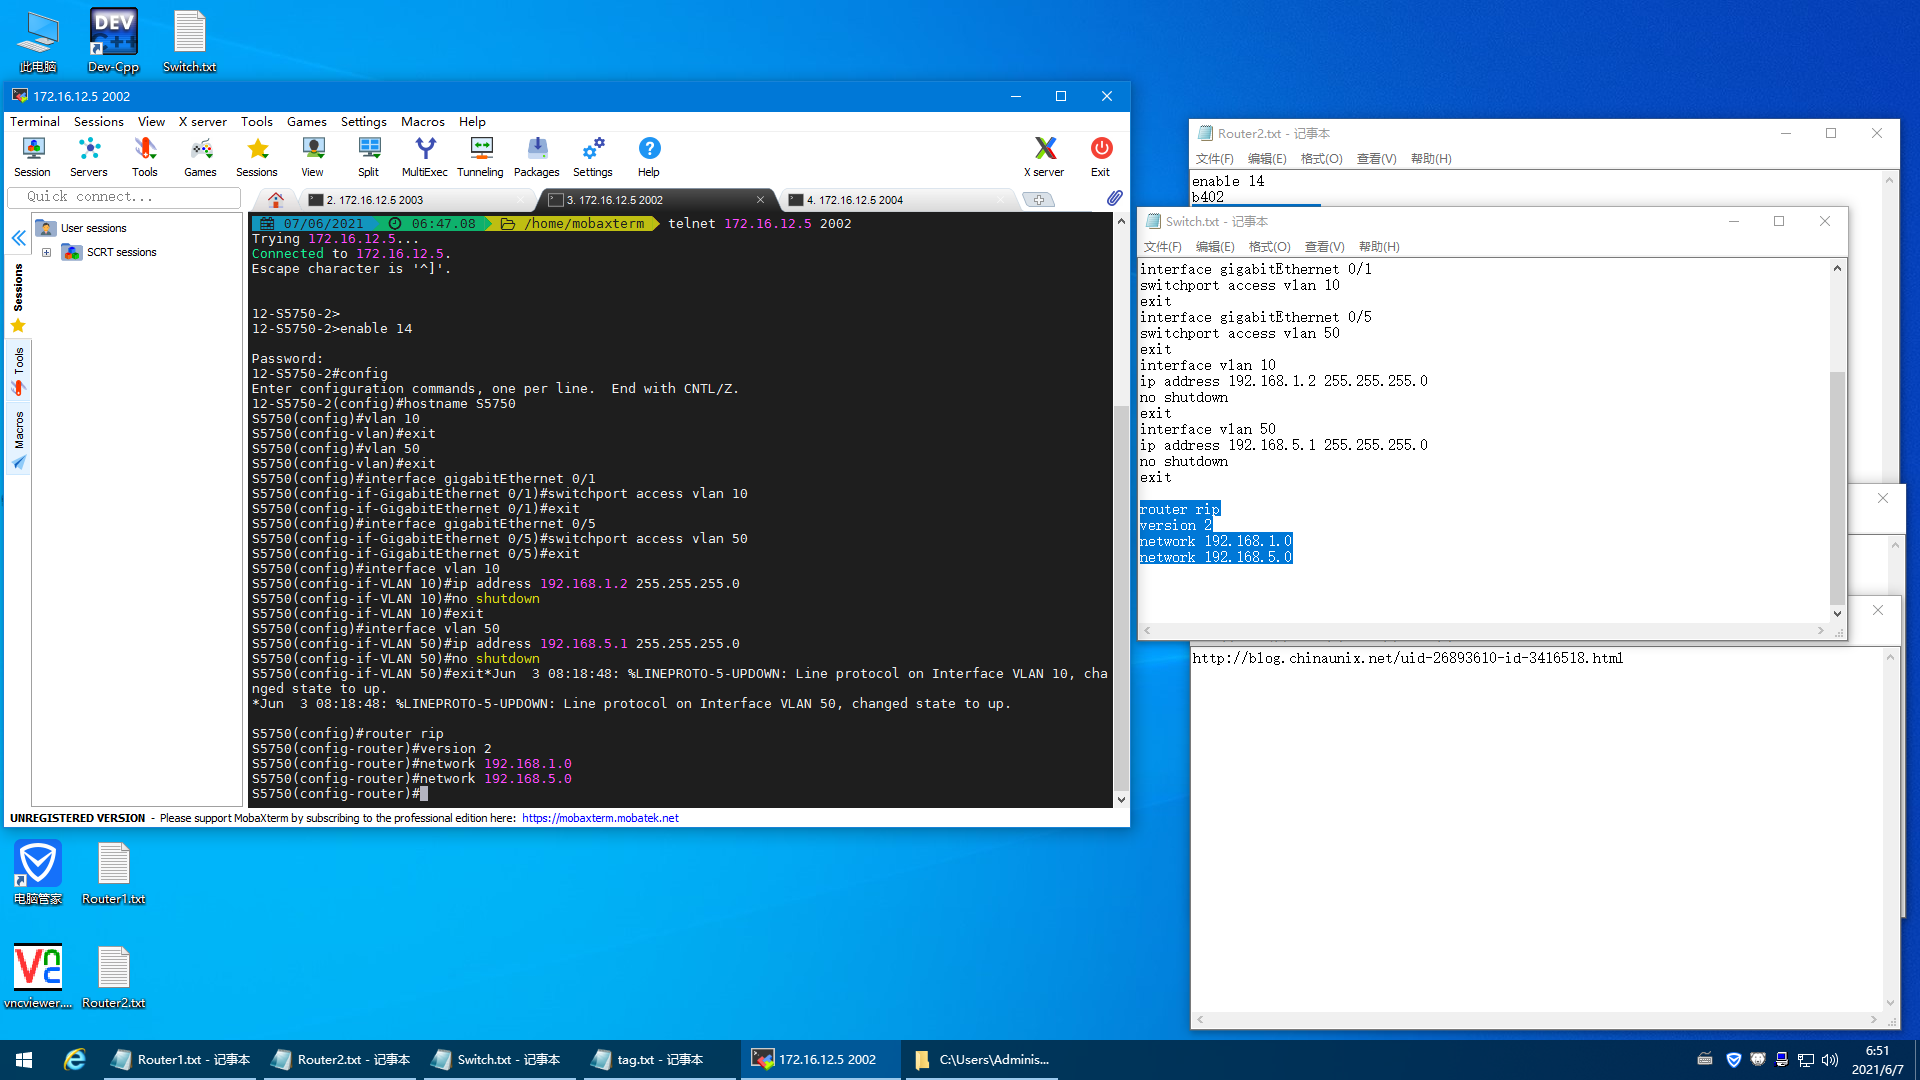 此电脑
Dev-Cpp
Switch.txt
172.16.12.5 2002
Terminal Sessions View X server Tools Games Settings Macros Help
Session Servers Tools Games Sessions View Split MultiExec Tunneling Packages Settings Help X server Exit
Quick connect...
2. 172.16.12.5 2003
3. 172.16.12.5 2002
4. 172.16.12.5 2004
User sessions
SCRT sessions
Sessions
Tools
Macros
07/06/2021 06:47.08 /home/mobaxterm telnet 172.16.12.5 2002
Trying 172.16.12.5...
Connected to 172.16.12.5.
Escape character is '^]'.
12-S5750-2>
12-S5750-2>enable 14
Password:
12-S5750-2#config
Enter configuration commands, one per line.  End with CNTL/Z.
12-S5750-2(config)#hostname S5750
S5750(config)#vlan 10
S5750(config-vlan)#exit
S5750(config)#vlan 50
S5750(config-vlan)#exit
S5750(config)#interface gigabitEthernet 0/1
S5750(config-if-GigabitEthernet 0/1)#switchport access vlan 10
S5750(config-if-GigabitEthernet 0/1)#exit
S5750(config)#interface gigabitEthernet 0/5
S5750(config-if-GigabitEthernet 0/5)#switchport access vlan 50
S5750(config-if-GigabitEthernet 0/5)#exit
S5750(config)#interface vlan 10
S5750(config-if-VLAN 10)#ip address 192.168.1.2 255.255.255.0
S5750(config-if-VLAN 10)#no shutdown
S5750(config-if-VLAN 10)#exit
S5750(config)#interface vlan 50
S5750(config-if-VLAN 50)#ip address 192.168.5.1 255.255.255.0
S5750(config-if-VLAN 50)#no shutdown
S5750(config-if-VLAN 50)#exit*Jun  3 08:18:48: %LINEPROTO-5-UPDOWN: Line protocol on Interface VLAN 10, cha
nged state to up.
*Jun  3 08:18:48: %LINEPROTO-5-UPDOWN: Line protocol on Interface VLAN 50, changed state to up.
S5750(config)#router rip
S5750(config-router)#version 2
S5750(config-router)#network 192.168.1.0
S5750(config-router)#network 192.168.5.0
S5750(config-router)#
UNREGISTERED VERSION - Please support MobaXterm by subscribing to the professional edition here: https://mobaxterm.mobatek.net
Router2.txt - 记事本
文件(F) 编辑(E) 格式(O) 查看(V) 帮助(H)
enable 14
b402
Switch.txt - 记事本
文件(F) 编辑(E) 格式(O) 查看(V) 帮助(H)
interface gigabitEthernet 0/1
switchport access vlan 10
exit
interface gigabitEthernet 0/5
switchport access vlan 50
exit
interface vlan 10
ip address 192.168.1.2 255.255.255.0
no shutdown
exit
interface vlan 50
ip address 192.168.5.1 255.255.255.0
no shutdown
exit
router rip
version 2
network 192.168.1.0
network 192.168.5.0
http://blog.chinaunix.net/uid-26893610-id-3416518.html
电脑管家
Router1.txt
vncviewer....
Router2.txt
Router1.txt - 记事本
Router2.txt - 记事本
Switch.txt - 记事本
tag.txt - 记事本
172.16.12.5 2002
C:\Users\Adminis...
6:51
2021/6/7